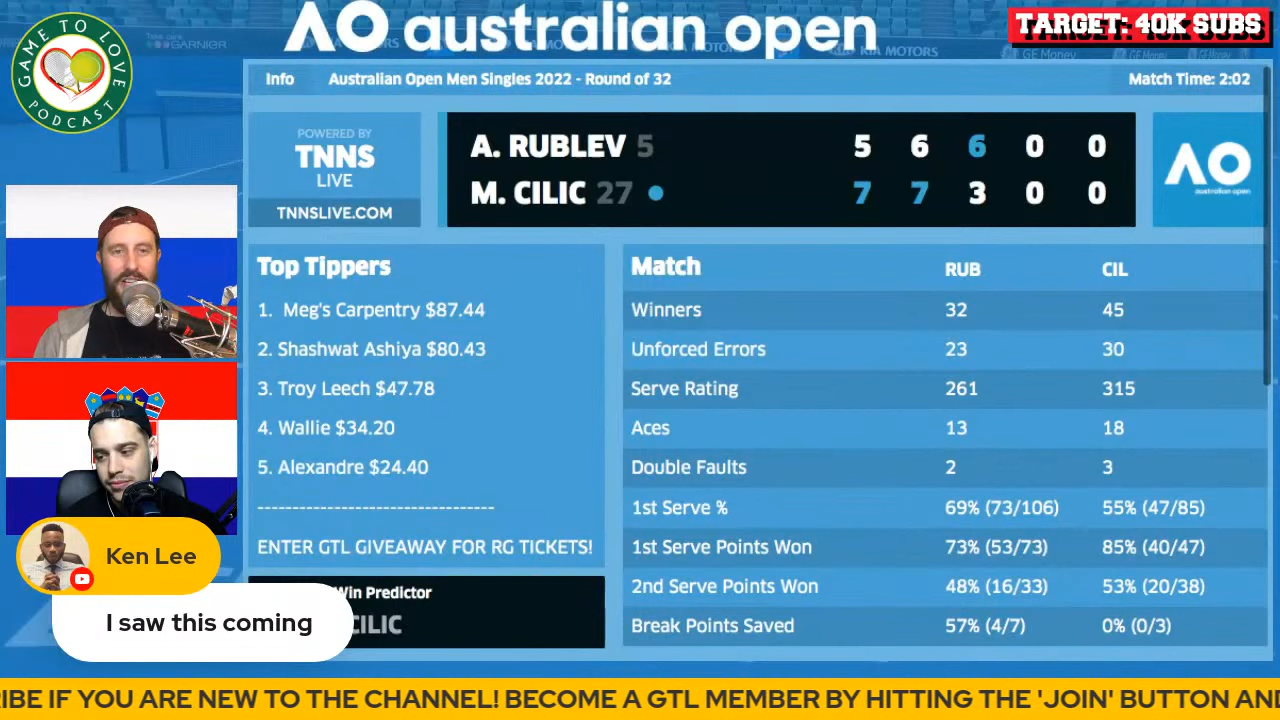 GAME TO LOVE
PODCAST
australian open
TARGET: 40K SUBS
Info
Australian Open Men Singles 2022 - Round of 32
Match Time: 2:02
POWERED BY
TNNS
LIVE
TNNSLIVE.COM
A. RUBLEV 5 5 6 6 0 0
M. CILIC 27 7 7 3 0 0
AO
australian open
Top Tippers
1. Meg's Carpentry $87.44
2. Shashwat Ashiya $80.43
3. Troy Leech $47.78
4. Wallie $34.20
5. Alexandre $24.40
----------------------------------
ENTER GTL GIVEAWAY FOR RG TICKETS!
Win Predictor
CILIC
Match RUB CIL
Winners 32 45
Unforced Errors 23 30
Serve Rating 261 315
Aces 13 18
Double Faults 2 3
1st Serve % 69% (73/106) 55% (47/85)
1st Serve Points Won 73% (53/73) 85% (40/47)
2nd Serve Points Won 48% (16/33) 53% (20/38)
Break Points Saved 57% (4/7) 0% (0/3)
Ken Lee
I saw this coming
IBE IF YOU ARE NEW TO THE CHANNEL! BECOME A GTL MEMBER BY HITTING THE 'JOIN' BUTTON AND